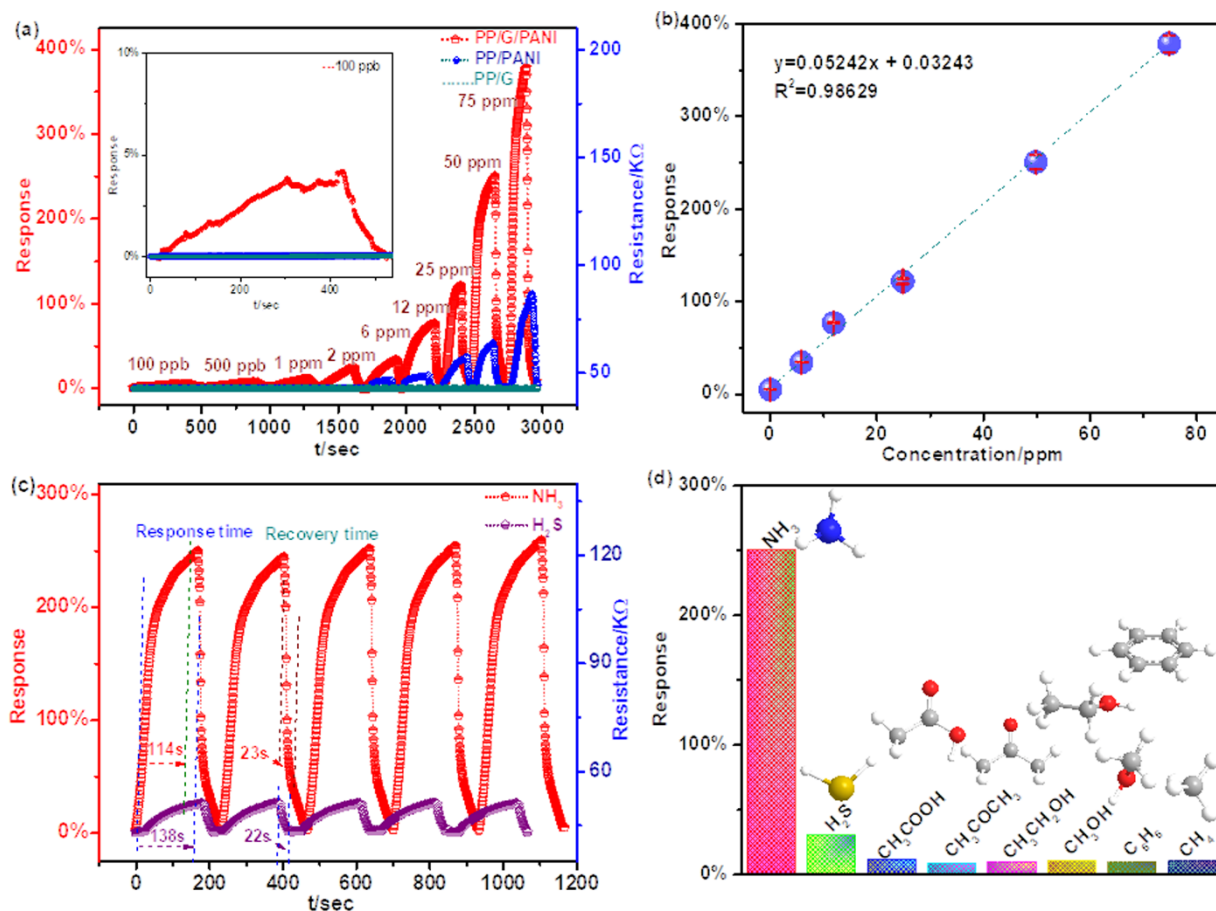 (a)
400%
300%
200%
100%
0%
Response
PP/G/PANI
PP/PANI
PP/G
200
150
100
50
Resistance/KΩ
10%
5%
0%
Response
100 ppb
0
200
400
t/sec
100 ppb
500 ppb
1 ppm
2 ppm
6 ppm
12 ppm
25 ppm
50 ppm
75 ppm
0
500
1000
1500
2000
2500
3000
t/sec
(b)
400%
300%
200%
100%
0%
Response
y=0.05242x + 0.03243
R²=0.98629
0
20
40
60
80
Concentration/ppm
(c)
300%
200%
100%
0%
Response
NH₃
H₂S
Response time
Recovery time
120
90
60
Resistance/KΩ
114s
23s
138s
22s
0
200
400
600
800
1000
1200
t/sec
(d)
300%
200%
100%
0%
Response
NH₃
H₂S
CH₃COOH
CH₃COCH₃
CH₃CH₂OH
CH₃OH
C₆H₆
CH₄